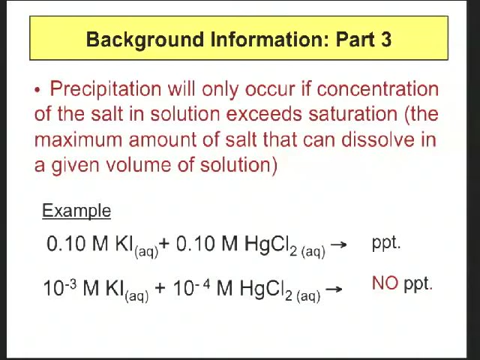 Background Information: Part 3
• Precipitation will only occur if concentration
of the salt in solution exceeds saturation (the
maximum amount of salt that can dissolve in
a given volume of solution)
Example
0.10 M KI(aq)+ 0.10 M HgCl₂ (aq) → ppt.
10⁻³ M KI(aq) + 10⁻⁴ M HgCl₂ (aq) → NO ppt.